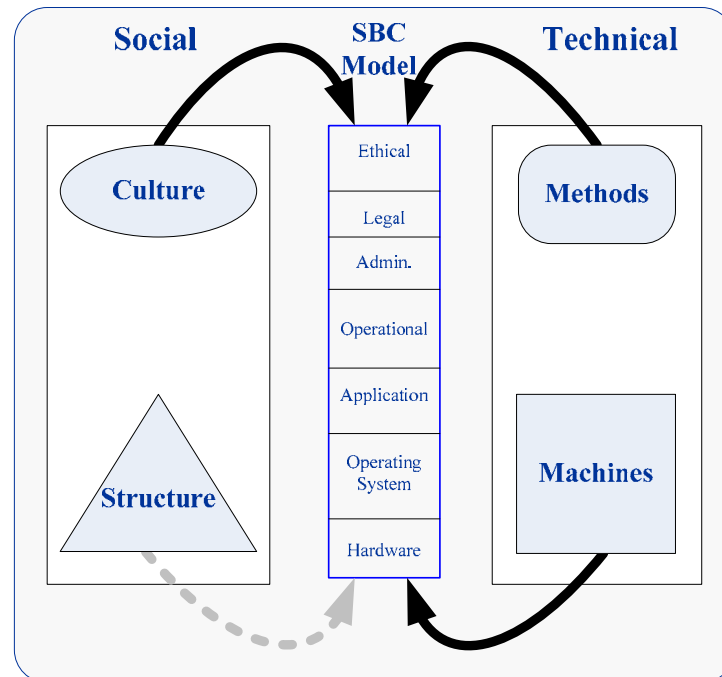 Social
SBC
Model
Technical
Culture
Structure
Ethical
Legal
Admin.
Operational
Application
Operating
System
Hardware
Methods
Machines